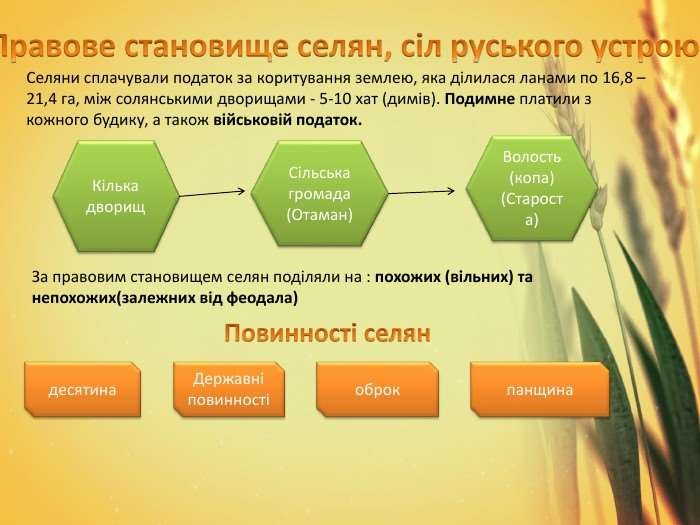 Правове становище селян, сіл руського устрою
Селяни сплачували податок за коритування землею, яка ділилася ланами по 16,8 –
21,4 га, між солянськими дворищами - 5-10 хат (димів). Подимне платили з
кожного будику, а також військовій податок.
Кілька
дворищ
Сільська
громада
(Отаман)
Волость
(копа)
(Старост
а)
За правовим становищем селян поділяли на : похожих (вільних) та
непохожих(залежних від феодала)
Повинності селян
десятина
Державні
повинності
оброк
панщина